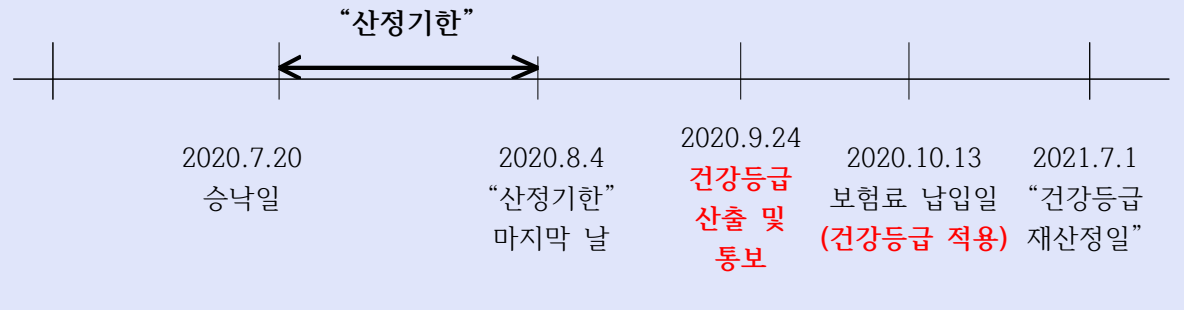 “산정기한”
2020.7.20
승낙일
2020.8.4
“산정기한”
마지막 날
2020.9.24
건강등급
산출 및
통보
2020.10.13
보험료 납입일
(건강등급 적용)
2021.7.1
“건강등급
재산정일”